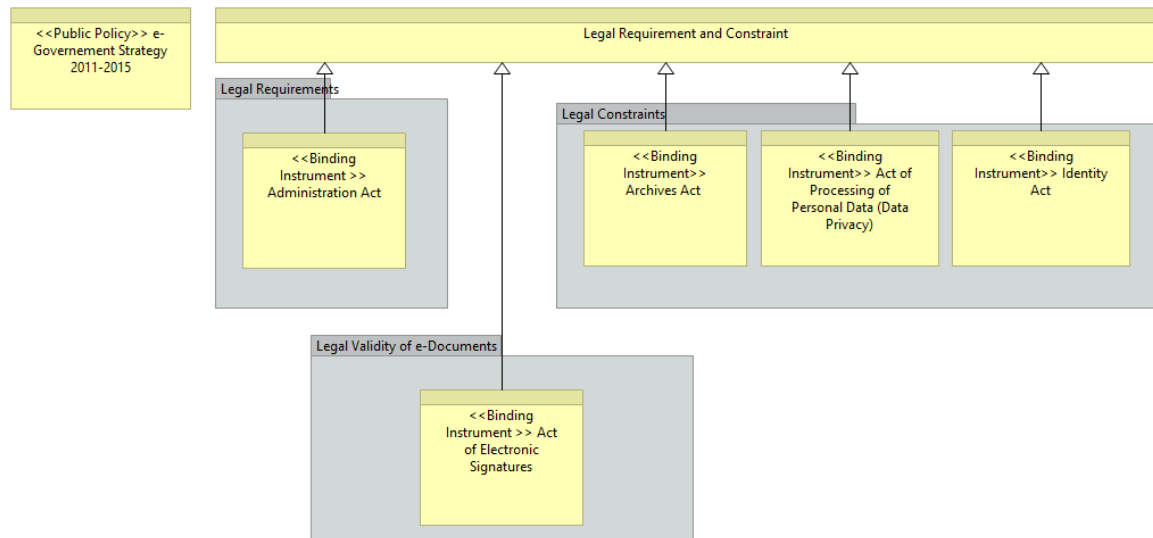 <<Public Policy>> e-
Governement Strategy
2011-2015
Legal Requirement and Constraint
Legal Requirements
<<Binding
Instrument >>
Administration Act
Legal Constraints
<<Binding
Instrument>>
Archives Act
<<Binding
Instrument>> Act of
Processing of
Personal Data (Data
Privacy)
<<Binding
Instrument>> Identity
Act
Legal Validity of e-Documents
<<Binding
Instrument >> Act
of Electronic
Signatures